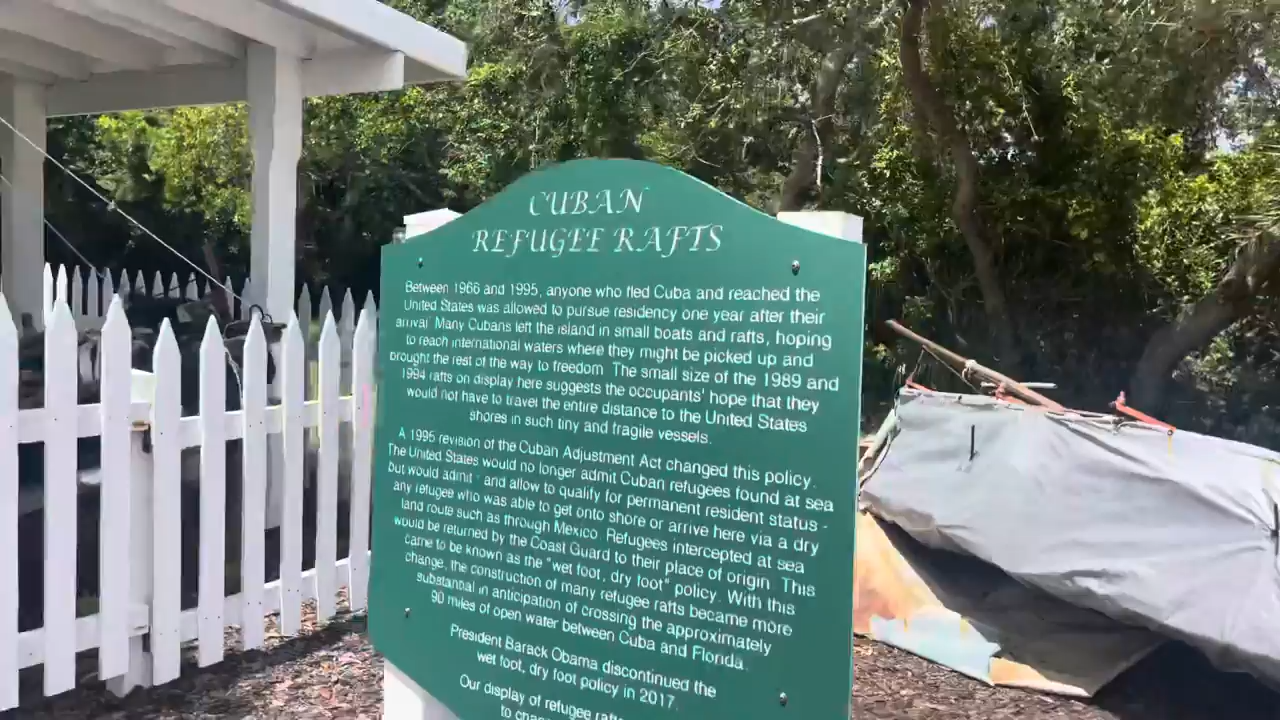 CUBAN
REFUGEE RAFTS
Between 1966 and 1995, anyone who fled Cuba and reached the
United States was allowed to pursue residency one year after their
arrival. Many Cubans left the island in small boats and rafts, hoping
to reach international waters where they might be picked up and
brought the rest of the way to freedom. The small size of the 1989 and
1994 rafts on display here suggests the occupants' hope that they
would not have to travel the entire distance to the United States
shores in such tiny and fragile vessels.
A 1995 revision of the Cuban Adjustment Act changed this policy.
The United States would no longer admit Cuban refugees found at sea
but would admit - and allow to qualify for permanent resident status -
any refugee who was able to get onto shore or arrive here via a dry
land route such as through Mexico. Refugees intercepted at sea
would be returned by the Coast Guard to their place of origin. This
came to be known as the "wet foot, dry foot" policy. With this
change, the construction of many refugee rafts became more
substantial in anticipation of crossing the approximately
90 miles of open water between Cuba and Florida.
President Barack Obama discontinued the
wet foot, dry foot policy in 2017.
Our display of refugee rafts
to